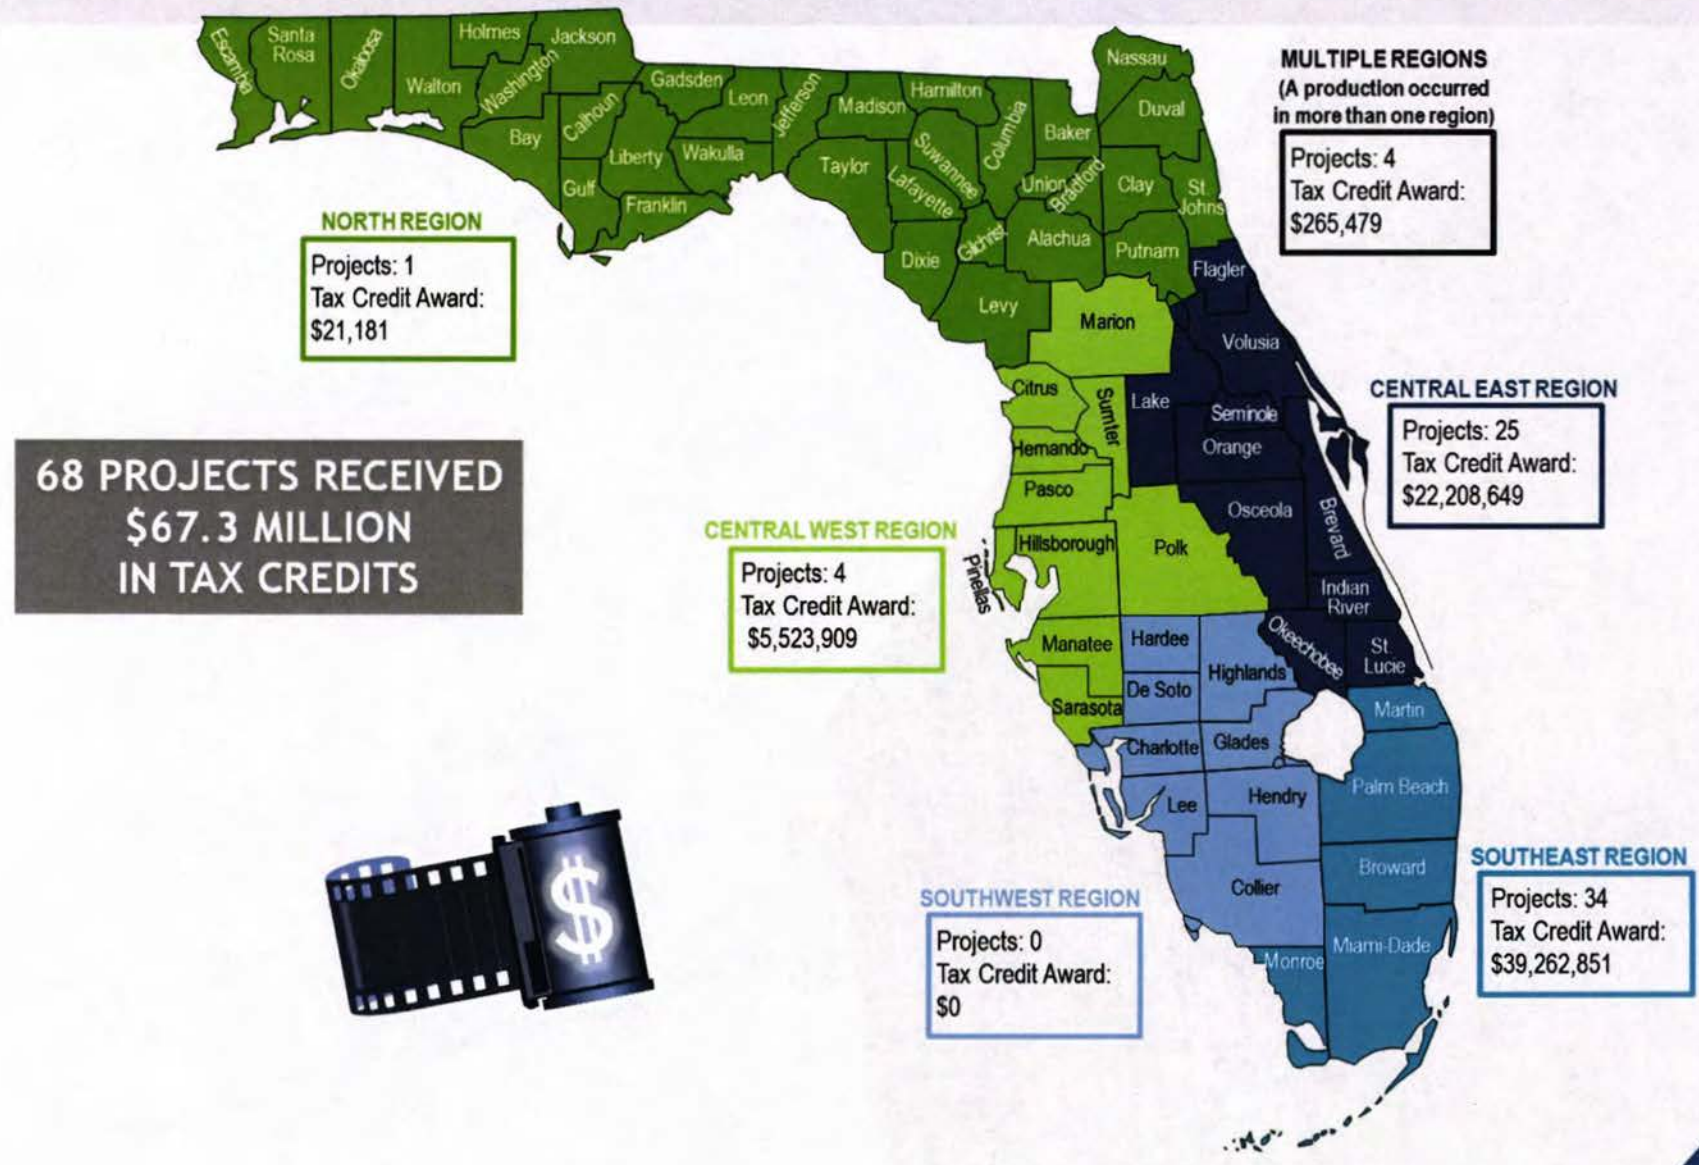 Escambia
Santa
Rosa
Okaloosa
Walton
Holmes
Washington
Jackson
Bay
Calhoun
Gulf
Liberty
Gadsden
Franklin
Leon
Wakulla
Jefferson
Madison
Taylor
Hamilton
Suwannee
Lafayette
Dixie
Columbia
Gilchrist
Levy
Baker
Union
Bradford
Alachua
Nassau
Duval
Clay
St.
Johns
Putnam
Flagler
Marion
Volusia
Citrus
Sumter
Lake
Seminole
Orange
Hernando
Pasco
Osceola
Brevard
Hillsborough
Pinellas
Polk
Indian
River
Okeechobee
St.
Lucie
Manatee
Hardee
Highlands
De Soto
Sarasota
Martin
Charlotte
Glades
Palm Beach
Lee
Hendry
Broward
Collier
Miami-Dade
Monroe
MULTIPLE REGIONS
(A production occurred
in more than one region)
Projects: 4
Tax Credit Award:
$265,479
NORTH REGION
Projects: 1
Tax Credit Award:
$21,181
CENTRAL EAST REGION
Projects: 25
Tax Credit Award:
$22,208,649
68 PROJECTS RECEIVED
$67.3 MILLION
IN TAX CREDITS
CENTRAL WEST REGION
Projects: 4
Tax Credit Award:
$5,523,909
SOUTHEAST REGION
Projects: 34
Tax Credit Award:
$39,262,851
SOUTHWEST REGION
Projects: 0
Tax Credit Award:
$0
$